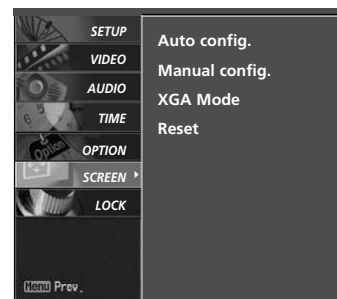 SETUP
VIDEO
AUDIO
TIME
OPTION
SCREEN
LOCK
Menu Prev.
Auto config.
Manual config.
XGA Mode
Reset